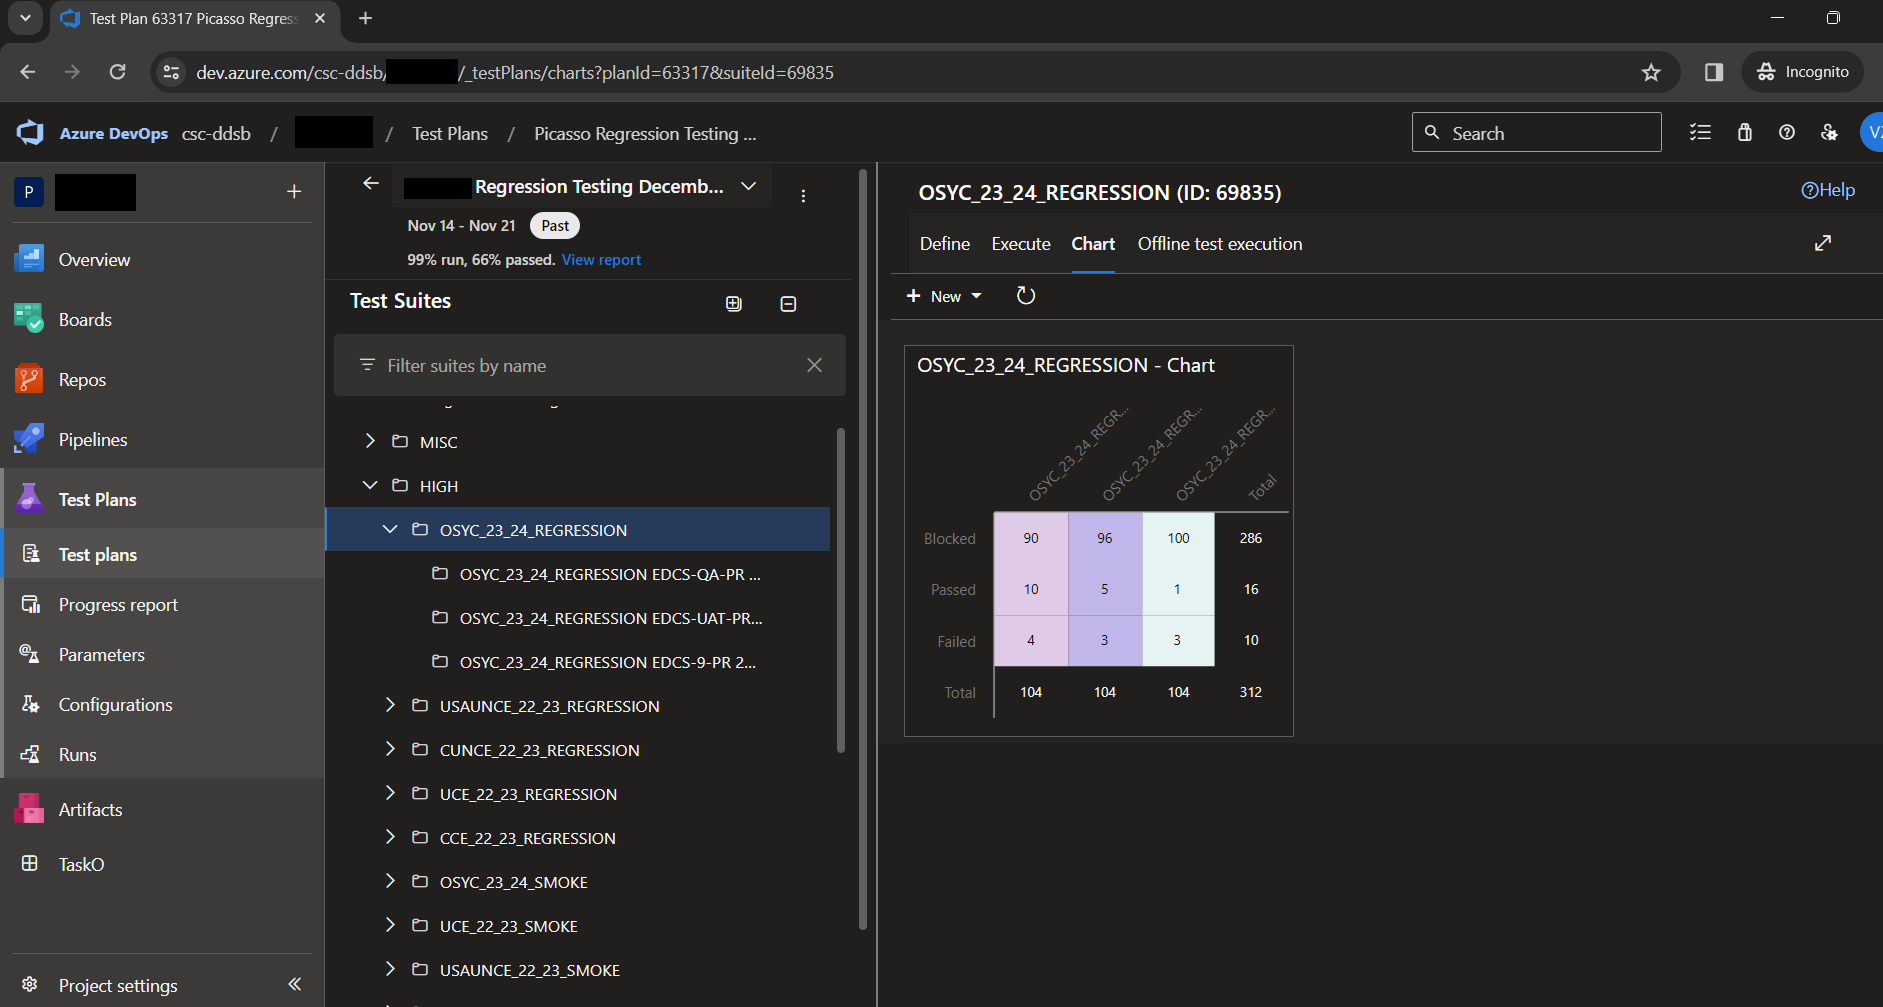 Test Plan 63317 Picasso Regress
dev.azure.com/csc-ddsb/ /_testPlans/charts?planId=63317&suiteId=69835
Incognito
Azure DevOps csc-ddsb / / Test Plans / Picasso Regression Testing ...
Search
V2
P
Overview
Boards
Repos
Pipelines
Test Plans
Test plans
Progress report
Parameters
Configurations
Runs
Artifacts
TaskO
Project settings
Regression Testing Decemb...
Nov 14 - Nov 21 Past
99% run, 66% passed. View report
Test Suites
Filter suites by name
MISC
HIGH
OSYC_23_24_REGRESSION
OSYC_23_24_REGRESSION EDCS-QA-PR ...
OSYC_23_24_REGRESSION EDCS-UAT-PR...
OSYC_23_24_REGRESSION EDCS-9-PR 2...
USAUNCE_22_23_REGRESSION
CUNCE_22_23_REGRESSION
UCE_22_23_REGRESSION
CCE_22_23_REGRESSION
OSYC_23_24_SMOKE
UCE_22_23_SMOKE
USAUNCE_22_23_SMOKE
OSYC_23_24_REGRESSION (ID: 69835)
Help
Define Execute Chart Offline test execution
New
OSYC_23_24_REGRESSION - Chart
OSYC_23_24_REGR... OSYC_23_24_REGR... OSYC_23_24_REGR... Total
Blocked 90 96 100 286
Passed 10 5 1 16
Failed 4 3 3 10
Total 104 104 104 312